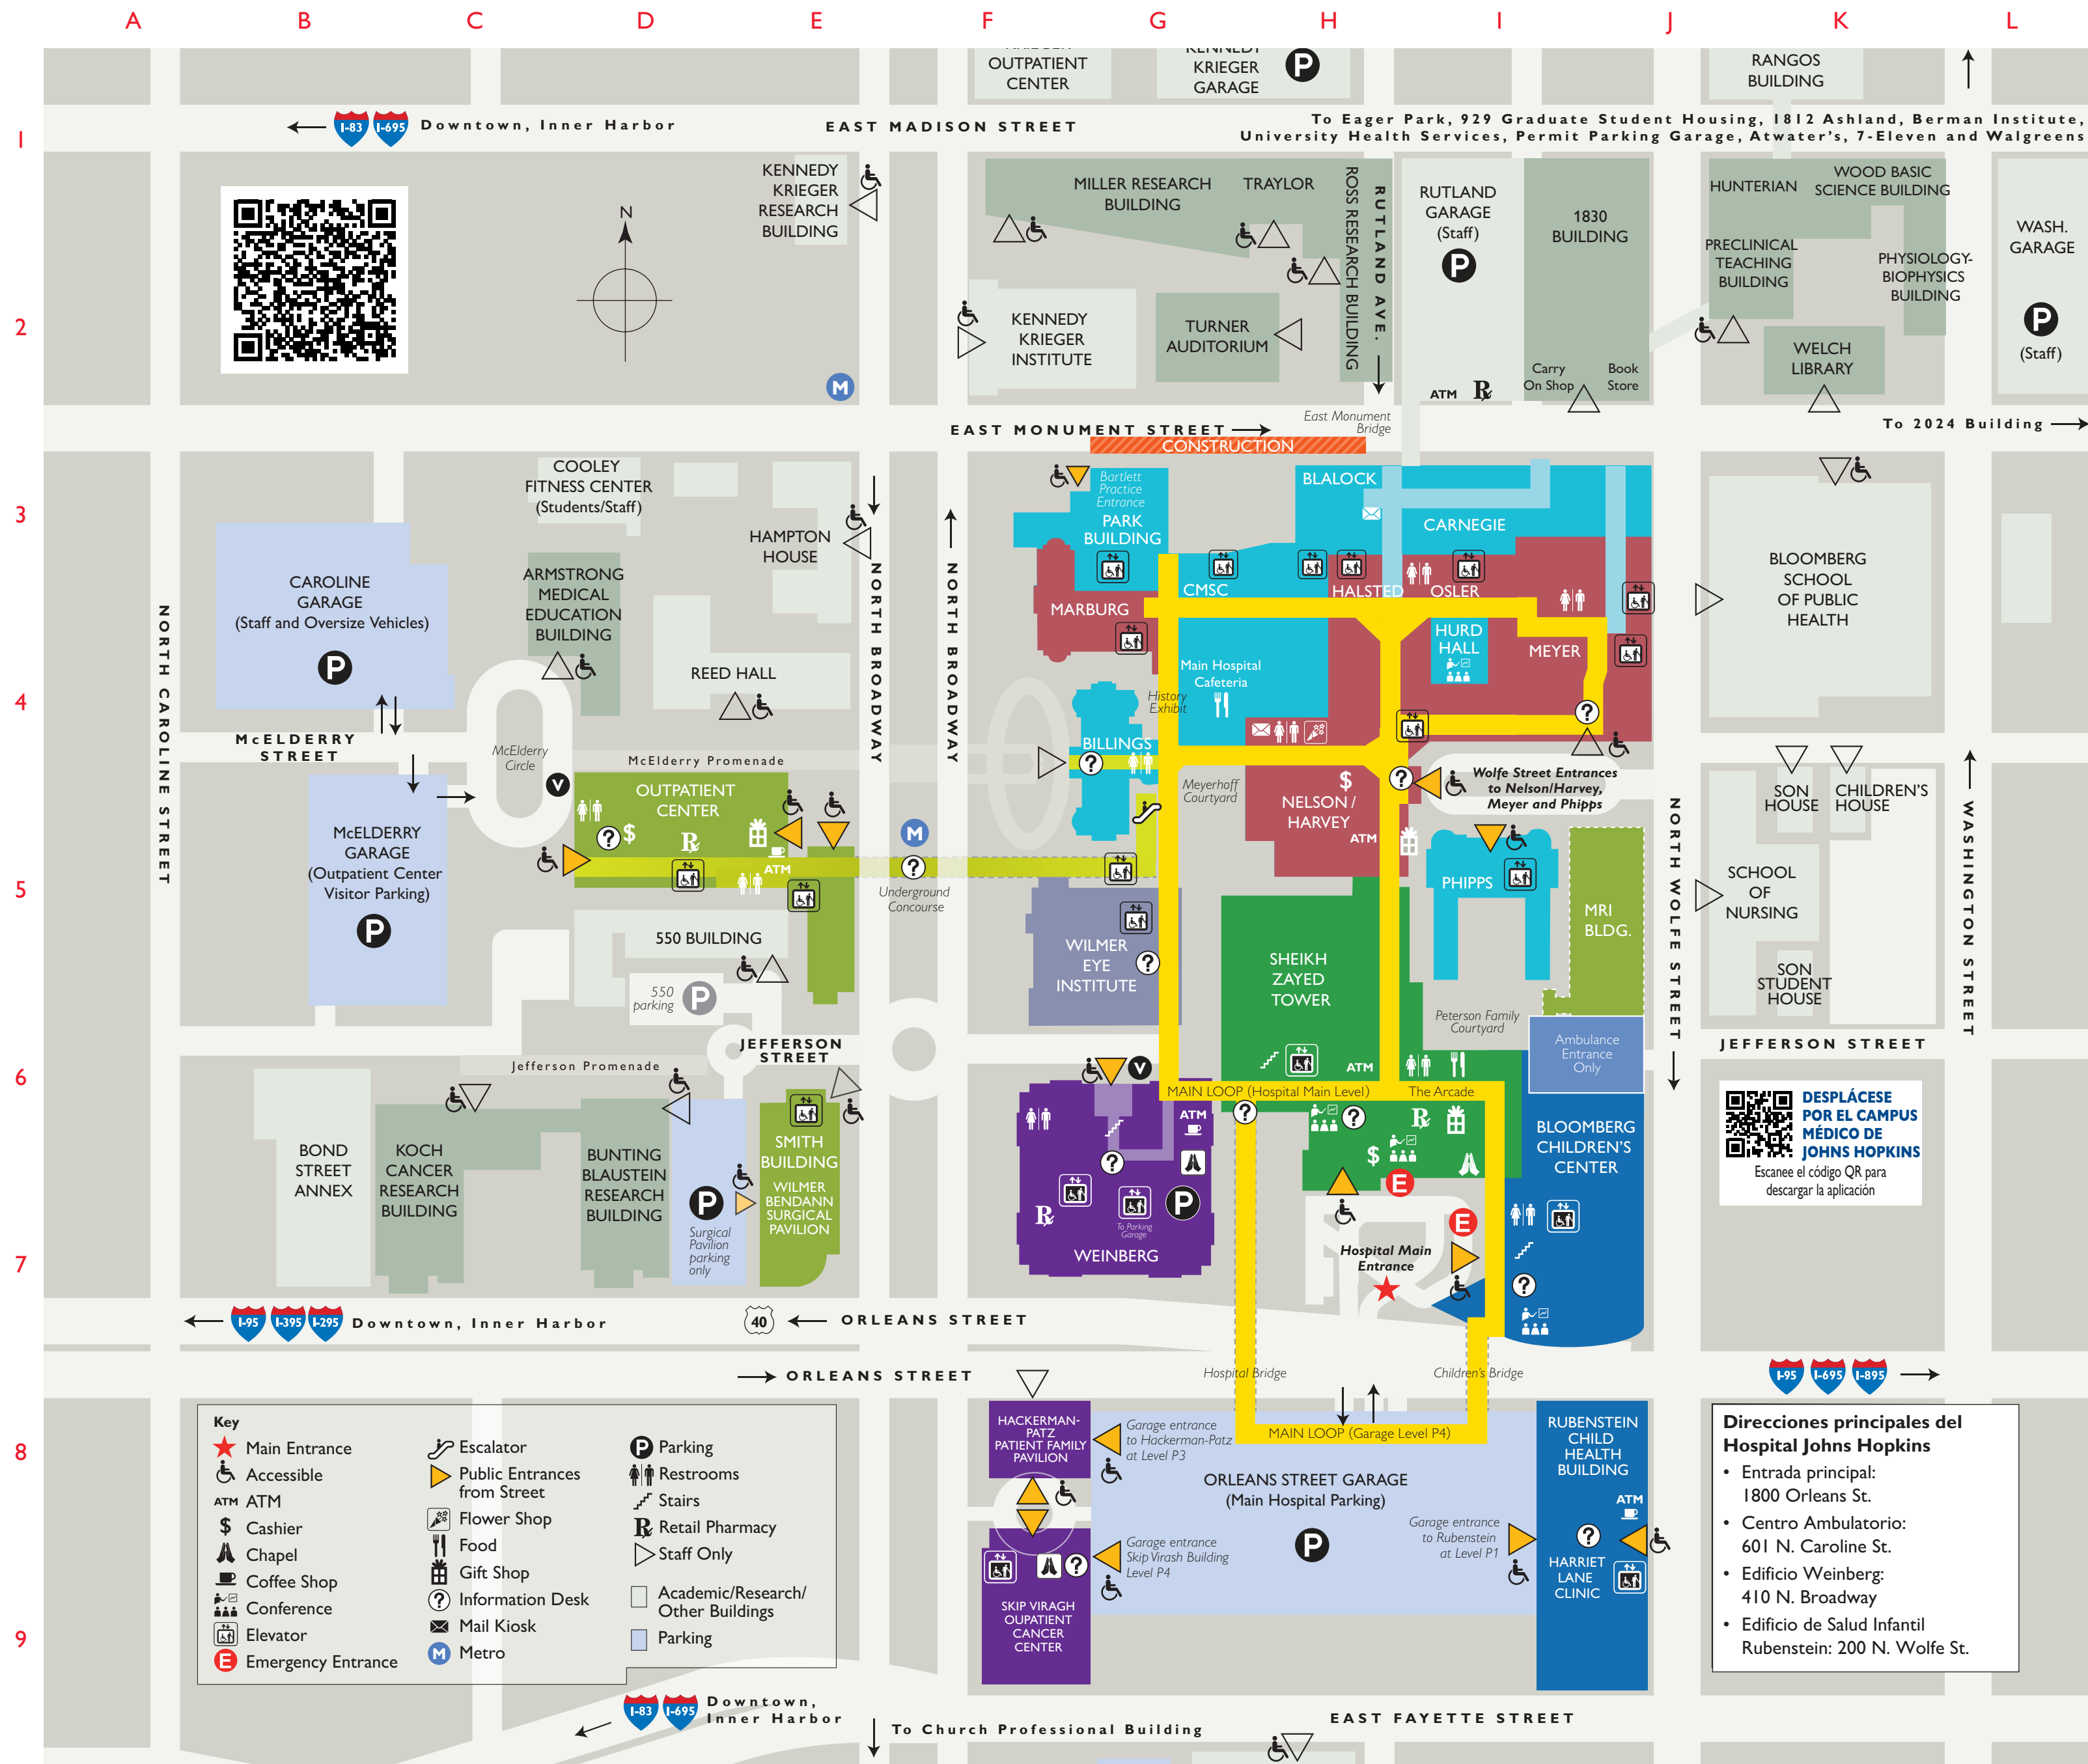 A B C D E F G H I J K L
1
2
3
4
5
6
7
8
9
OUTPATIENT
CENTER
KENNEDY
KRIEGER
GARAGE
P
RANGOS
BUILDING
I-83 I-695 Downtown, Inner Harbor
EAST MADISON STREET
To Eager Park, 929 Graduate Student Housing, 1812 Ashland, Berman Institute,
University Health Services, Permit Parking Garage, Atwater's, 7-Eleven and Walgreens
KENNEDY
KRIEGER
RESEARCH
BUILDING
N
MILLER RESEARCH
BUILDING
TRAYLOR
ROSS RESEARCH BUILDING
RUTLAND AVE.
RUTLAND
GARAGE
(Staff)
P
1830
BUILDING
HUNTERIAN
WOOD BASIC
SCIENCE BUILDING
PRECLINICAL
TEACHING
BUILDING
PHYSIOLOGY-
BIOPHYSICS
BUILDING
WASH.
GARAGE
P
(Staff)
KENNEDY
KRIEGER
INSTITUTE
TURNER
AUDITORIUM
WELCH
LIBRARY
Carry
On Shop
Book
Store
ATM Rx
M
East Monument
Bridge
EAST MONUMENT STREET
CONSTRUCTION
To 2024 Building
COOLEY
FITNESS CENTER
(Students/Staff)
HAMPTON
HOUSE
CAROLINE
GARAGE
(Staff and Oversize Vehicles)
P
ARMSTRONG
MEDICAL
EDUCATION
BUILDING
REED HALL
NORTH CAROLINE STREET
NORTH BROADWAY
NORTH BROADWAY
Bartlett
Practice
Entrance
PARK
BUILDING
BLALOCK
CARNEGIE
MARBURG
CMSC
HALSTED
OSLER
HURD
HALL
MEYER
Main Hospital
Cafeteria
History
Exhibit
BILLINGS
?
?
BLOOMBERG
SCHOOL
OF PUBLIC
HEALTH
McELDERRY
STREET
McElderry
Circle
McElderry Promenade
V
OUTPATIENT
CENTER
? $
Rx
ATM
M
?
Underground
Concourse
McELDERRY
GARAGE
(Outpatient Center
Visitor Parking)
P
Meyerhoff
Courtyard
$
NELSON /
HARVEY
ATM
?
Wolfe Street Entrances
to Nelson/Harvey,
Meyer and Phipps
PHIPPS
MRI
BLDG.
SON
HOUSE
CHILDREN'S
HOUSE
SCHOOL
OF
NURSING
SON
STUDENT
HOUSE
NORTH WOLFE STREET
WASHINGTON STREET
550 BUILDING
550
parking
P
WILMER
EYE
INSTITUTE
?
SHEIKH
ZAYED
TOWER
Peterson Family
Courtyard
Ambulance
Entrance
Only
ATM
JEFFERSON
STREET
JEFFERSON STREET
Jefferson Promenade
V
MAIN LOOP (Hospital Main Level)
The Arcade
BOND
STREET
ANNEX
KOCH
CANCER
RESEARCH
BUILDING
BUNTING
BLAUSTEIN
RESEARCH
BUILDING
P
Surgical
Pavilion
parking
only
SMITH
BUILDING
WILMER
BENDANN
SURGICAL
PAVILION
ATM
?
Rx
P
To Parking
Garage
WEINBERG
?
?
Rx
$
E
E
Hospital Main
Entrance
BLOOMBERG
CHILDREN'S
CENTER
?
DESPLÁCESE
POR EL CAMPUS
MÉDICO DE
JOHNS HOPKINS
Escanee el código QR para
descargar la aplicación
I-95 I-395 I-295 Downtown, Inner Harbor
40 ORLEANS STREET
ORLEANS STREET
Hospital Bridge
Children's Bridge
I-95 I-695 I-895
Key
Main Entrance
Accessible
ATM ATM
$ Cashier
Chapel
Coffee Shop
Conference
Elevator
E Emergency Entrance
Escalator
Public Entrances
from Street
Flower Shop
Food
Gift Shop
? Information Desk
Mail Kiosk
M Metro
P Parking
Restrooms
Stairs
Rx Retail Pharmacy
Staff Only
Academic/Research/
Other Buildings
Parking
HACKERMAN-
PATZ
PATIENT FAMILY
PAVILION
Garage entrance
to Hackerman-Patz
at Level P3
MAIN LOOP (Garage Level P4)
ORLEANS STREET GARAGE
(Main Hospital Parking)
P
Garage entrance
Skip Virash Building
Level P4
?
SKIP VIRAGH
OUPATIENT
CANCER
CENTER
Garage entrance
to Rubenstein
at Level P1
RUBENSTEIN
CHILD
HEALTH
BUILDING
ATM
?
HARRIET
LANE
CLINIC
Direcciones principales del
Hospital Johns Hopkins
• Entrada principal:
1800 Orleans St.
• Centro Ambulatorio:
601 N. Caroline St.
• Edificio Weinberg:
410 N. Broadway
• Edificio de Salud Infantil
Rubenstein: 200 N. Wolfe St.
I-83 I-695 Downtown,
Inner Harbor
To Church Professional Building
EAST FAYETTE STREET